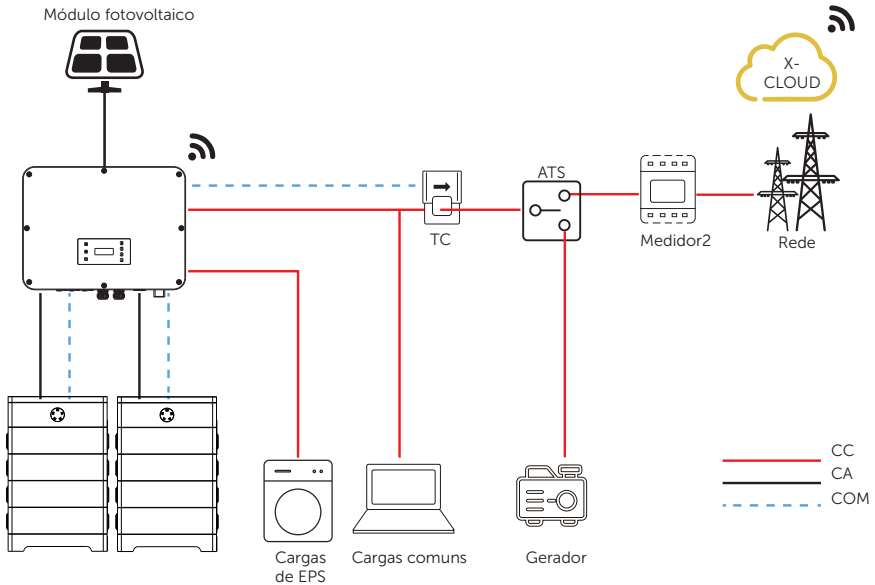 Módulo fotovoltaico
X-
CLOUD
ATS
TC
Medidor2
Rede
CC
CA
COM
Cargas
de EPS
Cargas comuns
Gerador